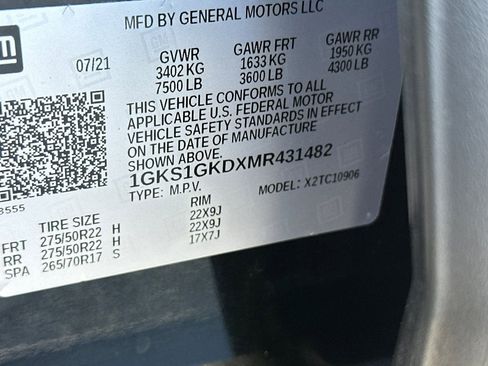 MFD BY GENERAL MOTORS LLC
GM
07/21 GVWR GAWR FRT GAWR RR
3402 KG 1633 KG 1950 KG
7500 LB 3600 LB 4300 LB
THIS VEHICLE CONFORMS TO ALL
APPLICABLE U.S. FEDERAL MOTOR
VEHICLE SAFETY STANDARDS IN EFFECT
ON THE DATE OF MANUFACTURE
SHOWN ABOVE.
1GKS1GKDXMR431482
TYPE: M.P.V. MODEL: X2TC10906
3555
TIRE SIZE RIM
FRT 275/50R22 H 22X9J
RR 275/50R22 H 22X9J
SPA 265/70R17 S 17X7J